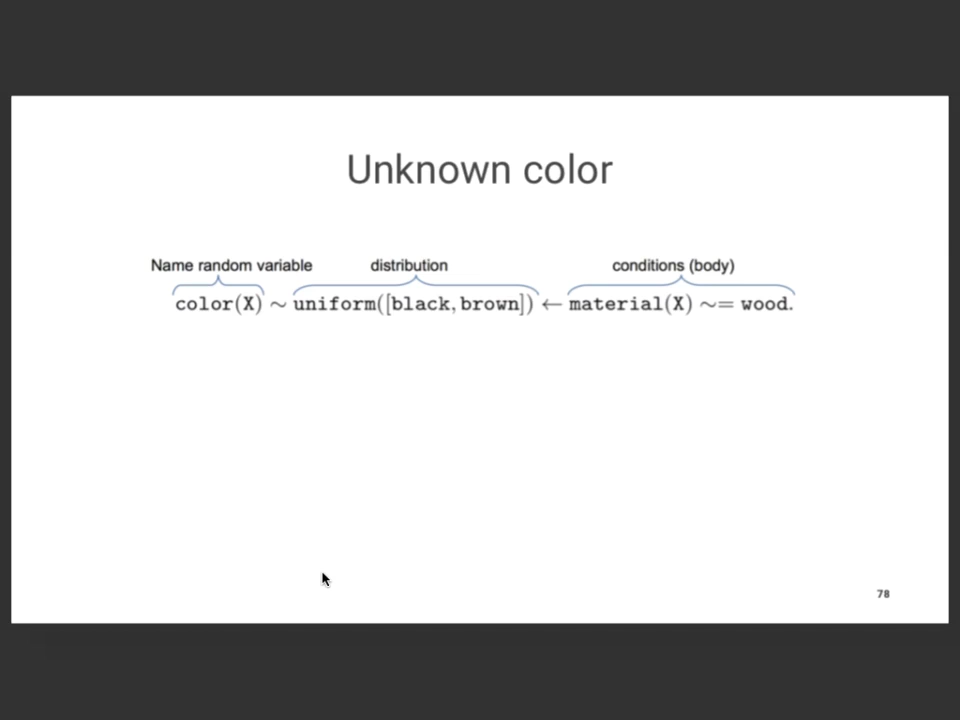 Unknown color
Name random variable distribution conditions (body)
color(X) ∼ uniform([black, brown]) ← material(X) ∼= wood.
78